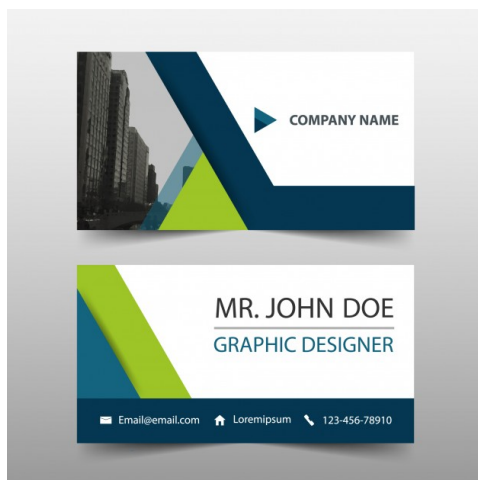 COMPANY NAME
MR. JOHN DOE
GRAPHIC DESIGNER
Email@email.com Loremipsum 123-456-78910